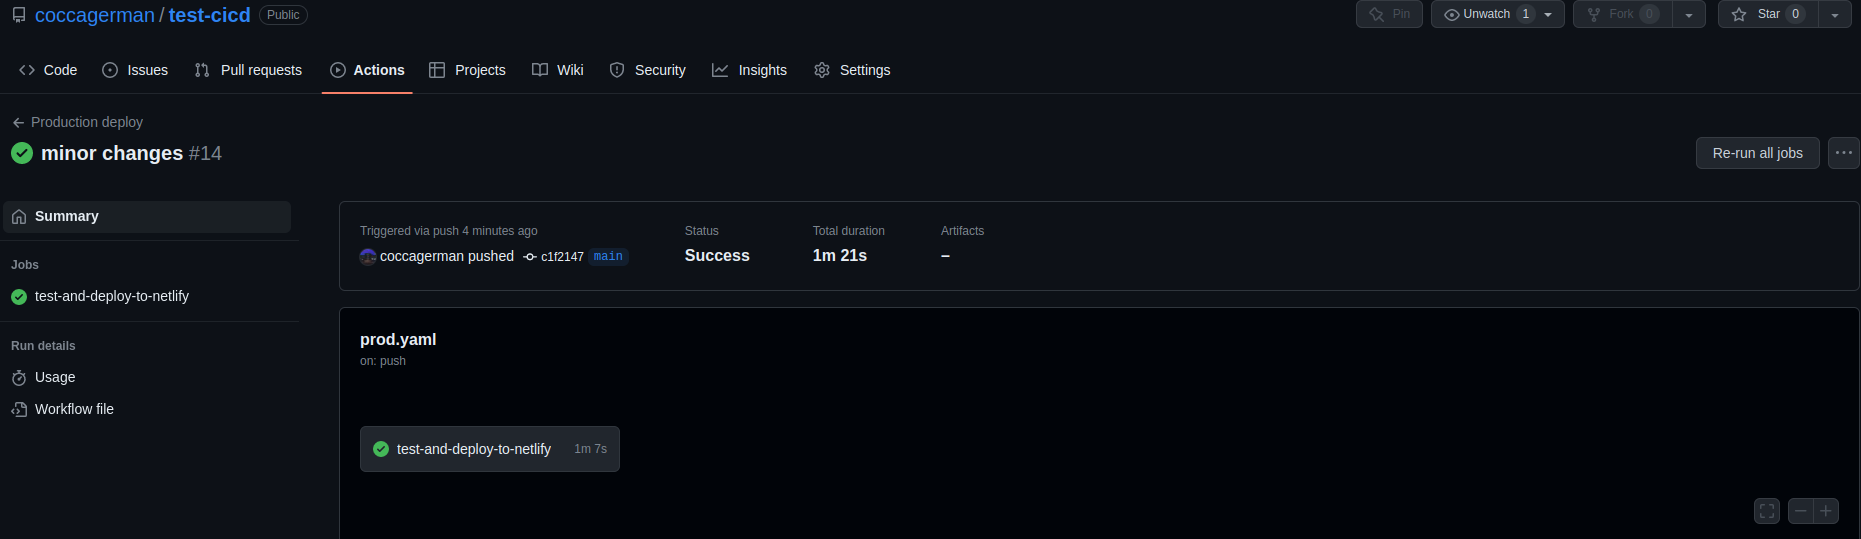 coccagerman / test-cicd Public Pin Unwatch 1 Fork 0 Star 0
Code Issues Pull requests Actions Projects Wiki Security Insights Settings
Production deploy
minor changes #14
Re-run all jobs
Summary
Jobs
test-and-deploy-to-netlify
Run details
Usage
Workflow file
Triggered via push 4 minutes ago Status Total duration Artifacts
coccagerman pushed c1f2147 main Success 1m 21s –
prod.yaml
on: push
test-and-deploy-to-netlify 1m 7s